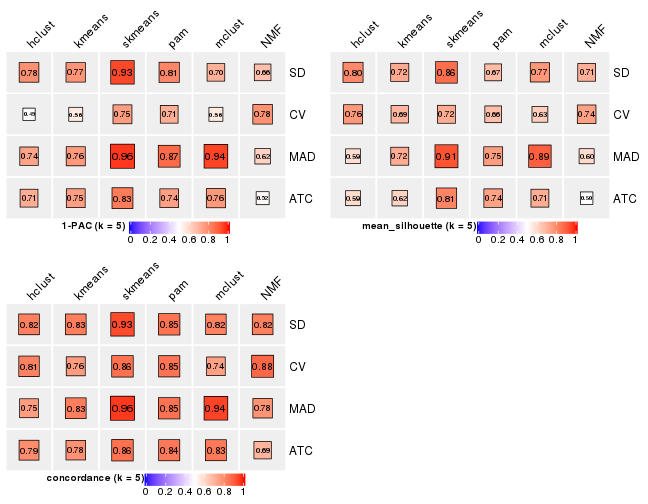 hclust kmeans skmeans pam mclust NMF
0.78 0.77 0.93 0.81 0.70 0.66 SD
0.49 0.56 0.75 0.71 0.56 0.78 CV
0.74 0.76 0.96 0.87 0.94 0.62 MAD
0.71 0.75 0.83 0.74 0.76 0.52 ATC
1-PAC (k = 5)
0 0.2 0.4 0.6 0.8 1
hclust kmeans skmeans pam mclust NMF
0.80 0.72 0.86 0.67 0.77 0.71 SD
0.76 0.69 0.72 0.66 0.63 0.74 CV
0.59 0.72 0.91 0.75 0.89 0.60 MAD
0.59 0.62 0.81 0.74 0.71 0.50 ATC
mean_silhouette (k = 5)
0 0.2 0.4 0.6 0.8 1
hclust kmeans skmeans pam mclust NMF
0.82 0.83 0.93 0.85 0.82 0.82 SD
0.81 0.76 0.86 0.85 0.74 0.88 CV
0.75 0.83 0.96 0.85 0.94 0.78 MAD
0.79 0.78 0.86 0.84 0.83 0.69 ATC
concordance (k = 5)
0 0.2 0.4 0.6 0.8 1